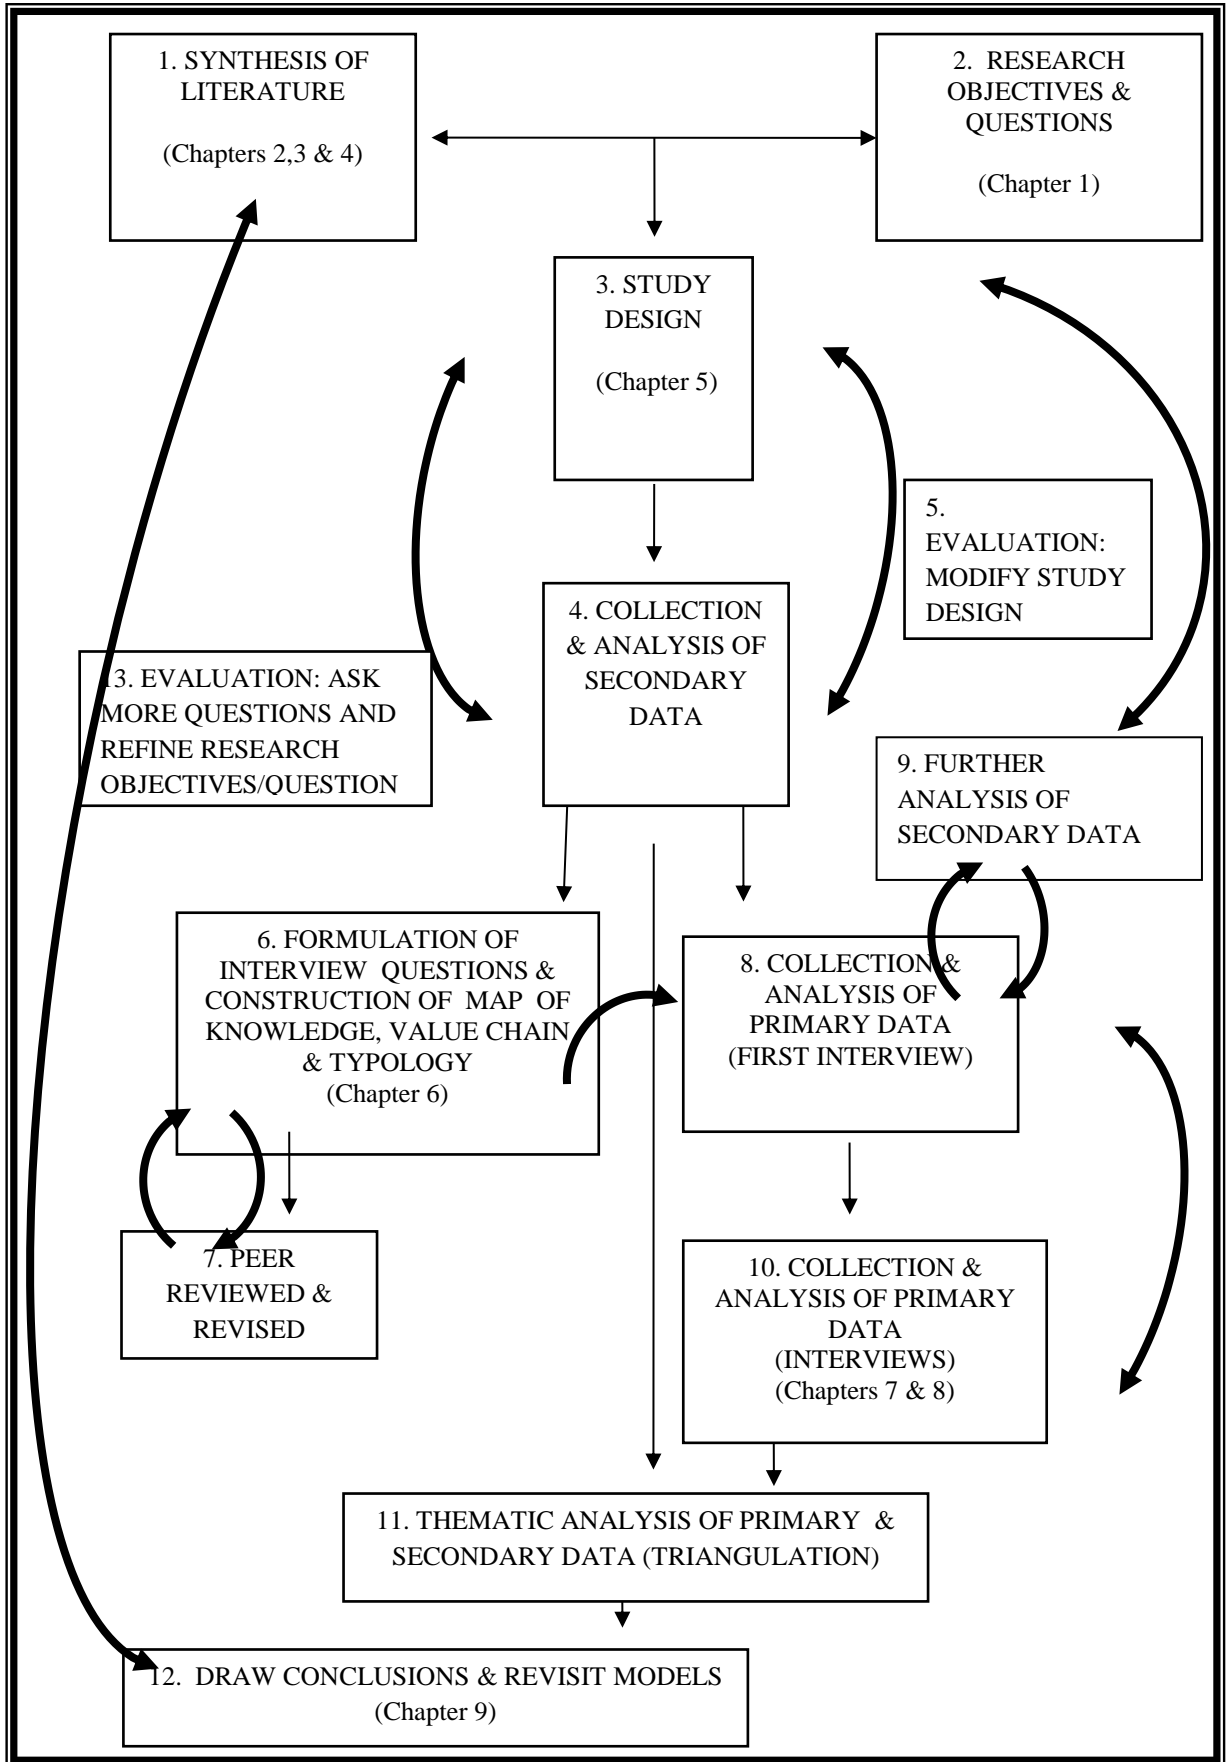 1. SYNTHESIS OF
LITERATURE
(Chapters 2,3 & 4)
2. RESEARCH
OBJECTIVES &
QUESTIONS
(Chapter 1)
3. STUDY
DESIGN
(Chapter 5)
4. COLLECTION
& ANALYSIS OF
SECONDARY
DATA
5.
EVALUATION:
MODIFY STUDY
DESIGN
13. EVALUATION: ASK
MORE QUESTIONS AND
REFINE RESEARCH
OBJECTIVES/QUESTION
9. FURTHER
ANALYSIS OF
SECONDARY DATA
6. FORMULATION OF
INTERVIEW QUESTIONS &
CONSTRUCTION OF MAP OF
KNOWLEDGE, VALUE CHAIN
& TYPOLOGY
(Chapter 6)
8. COLLECTION &
ANALYSIS OF
PRIMARY DATA
(FIRST INTERVIEW)
7. PEER
REVIEWED &
REVISED
10. COLLECTION &
ANALYSIS OF PRIMARY
DATA
(INTERVIEWS)
(Chapters 7 & 8)
11. THEMATIC ANALYSIS OF PRIMARY &
SECONDARY DATA (TRIANGULATION)
12. DRAW CONCLUSIONS & REVISIT MODELS
(Chapter 9)